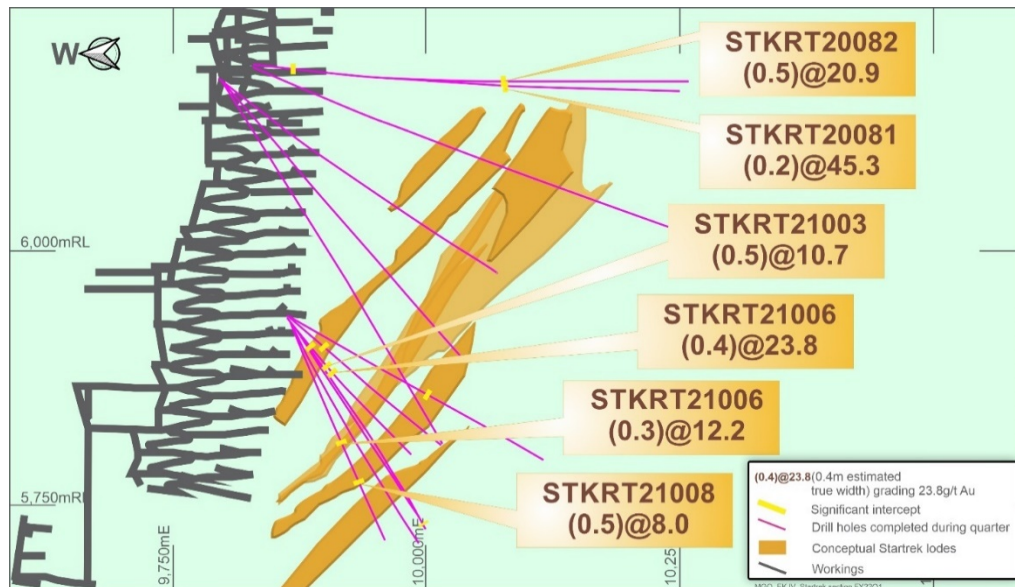 W
STKRT20082
(0.5)@20.9
STKRT20081
(0.2)@45.3
STKRT21003
(0.5)@10.7
6,000mRL
STKRT21006
(0.4)@23.8
STKRT21006
(0.3)@12.2
STKRT21008
(0.5)@8.0
5,750mRL
9,750mE
10,000mE
(0.4)@23.8 (0.4m estimated
true width) grading 23.8g/t Au
Significant intercept
Drill holes completed during quarter
Conceptual Startrek lodes
Workings